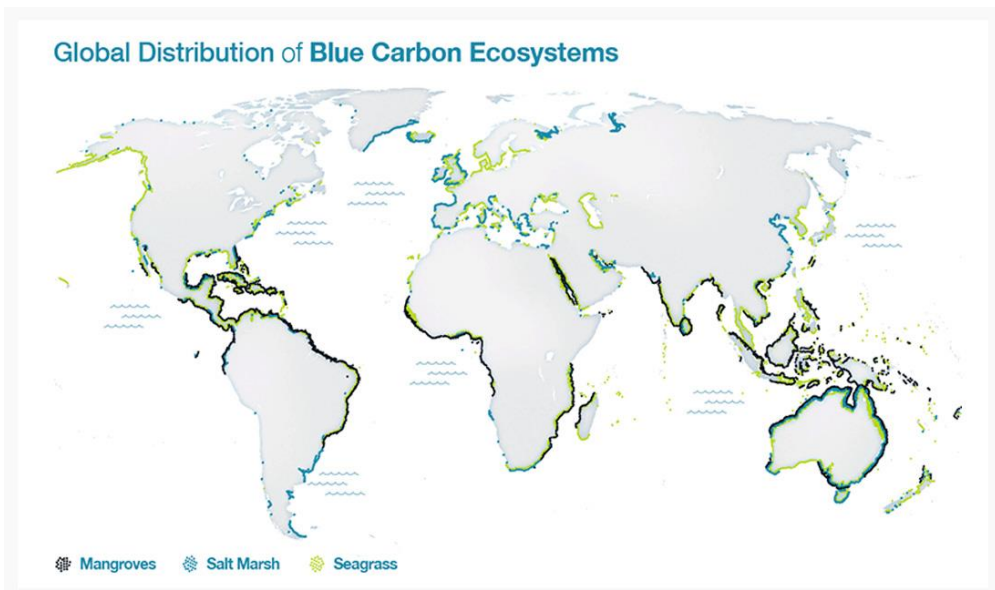 Global Distribution of Blue Carbon Ecosystems
Mangroves Salt Marsh Seagrass